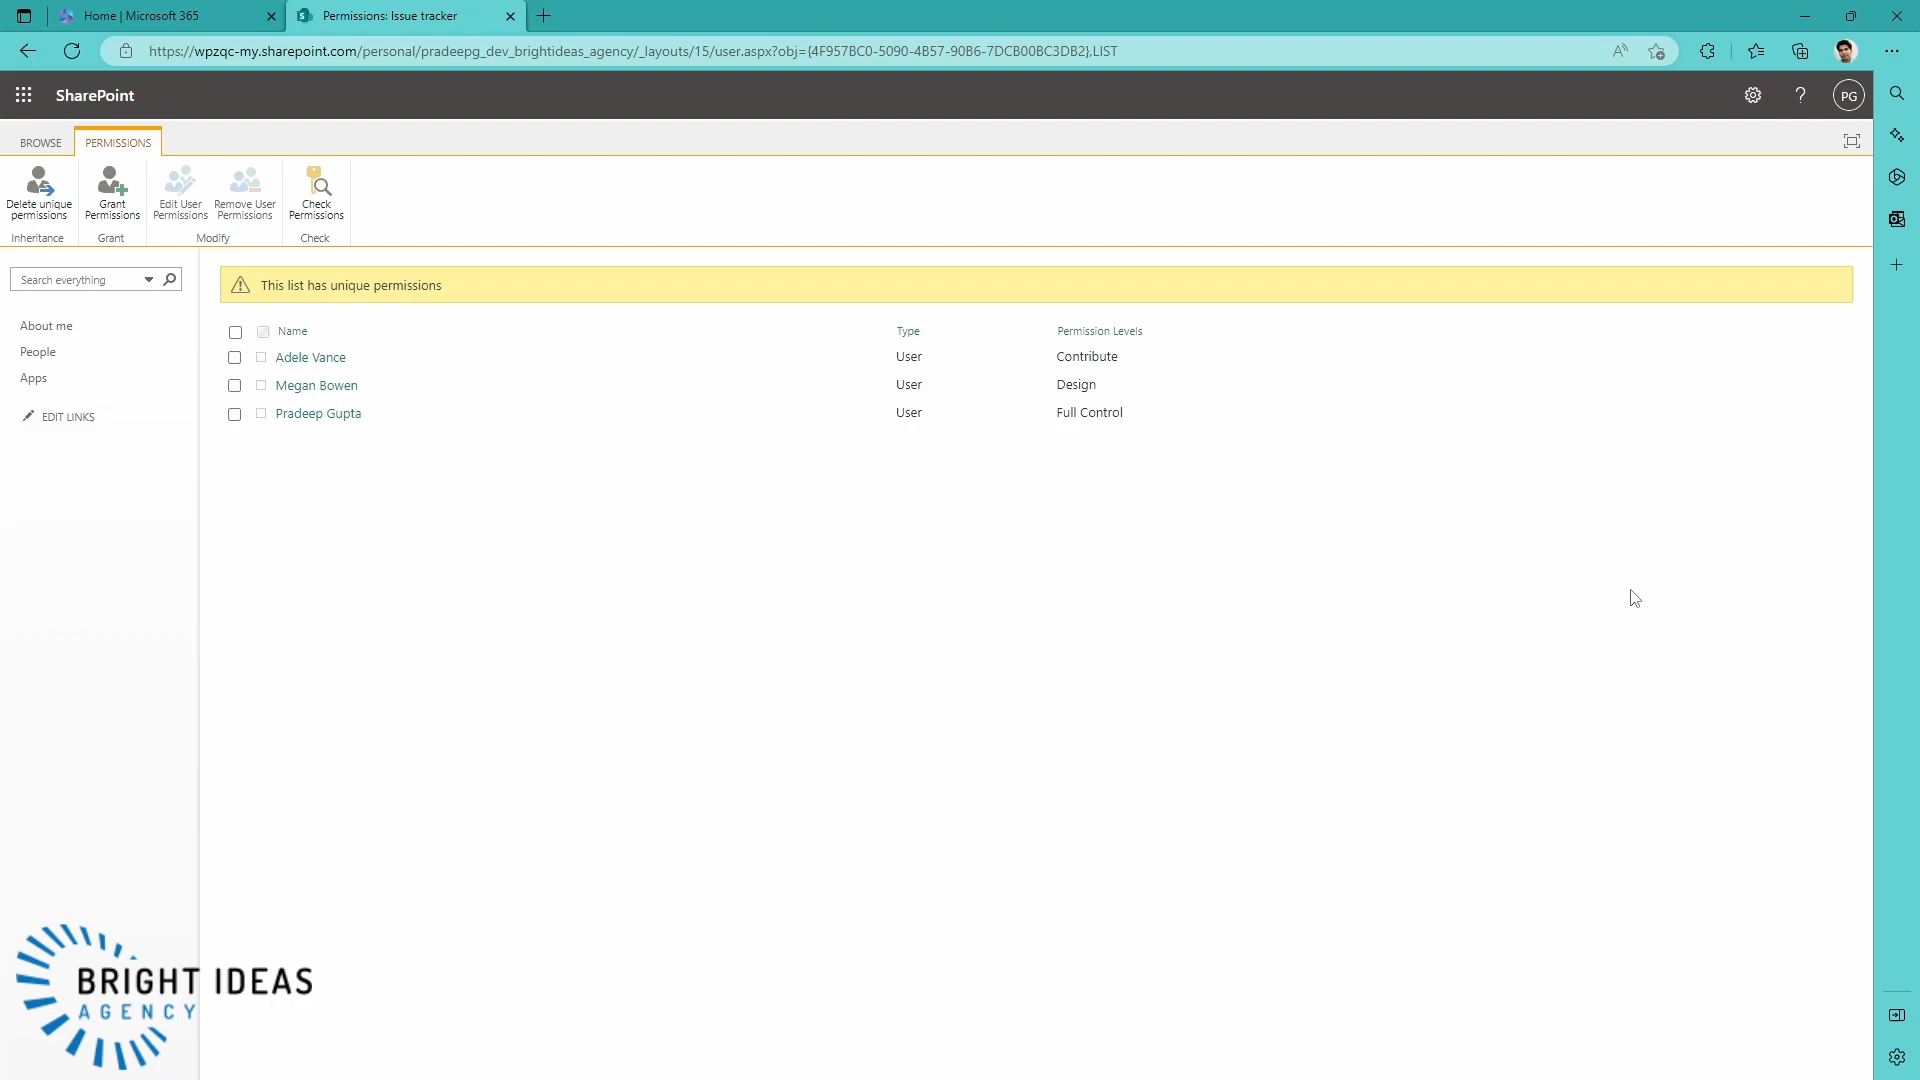 Home | Microsoft 365
Permissions: Issue tracker
https://wpzqc-my.sharepoint.com/personal/pradeepg_dev_brightideas_agency/_layouts/15/user.aspx?obj={4F957BC0-5090-4B57-90B6-7DCB00BC3DB2},LIST
SharePoint
PG
BROWSE
PERMISSIONS
Delete unique permissions
Grant Permissions
Edit User Permissions
Remove User Permissions
Check Permissions
Inheritance
Grant
Modify
Check
Search everything
This list has unique permissions
About me
People
Apps
EDIT LINKS
Name Type Permission Levels
Adele Vance User Contribute
Megan Bowen User Design
Pradeep Gupta User Full Control
BRIGHT IDEAS
AGENCY